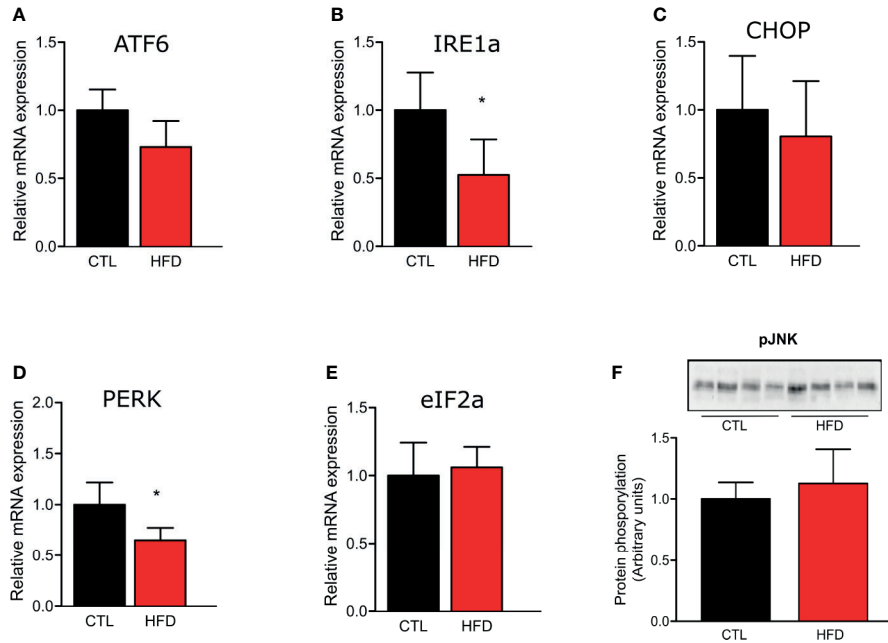 A
ATF6
Relative mRNA expression
1.5
1.0
0.5
0.0
CTL HFD
B
IRE1a
Relative mRNA expression
1.5
1.0
0.5
0.0
*
CTL HFD
C
CHOP
Relative mRNA expression
1.5
1.0
0.5
0.0
CTL HFD
D
PERK
Relative mRNA expression
2.0
1.5
1.0
0.5
0.0
*
CTL HFD
E
eIF2a
Relative mRNA expression
1.5
1.0
0.5
0.0
CTL HFD
F
pJNK
CTL HFD
Protein phosporylation
(Arbitrary units)
1.5
1.0
0.5
0.0
CTL HFD